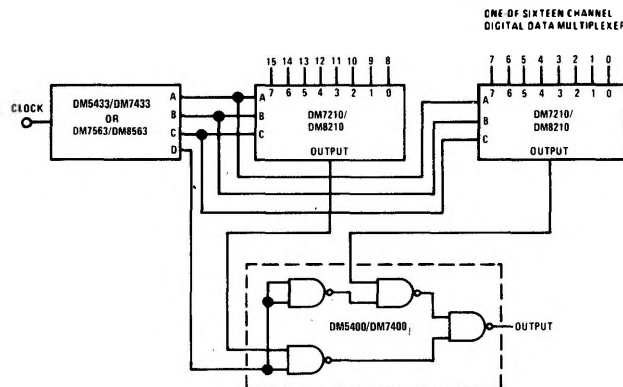 ONE OF SIXTEEN CHANNEL
DIGITAL DATA MULTIPLEXER
15 14 13 12 11 10 9 8
7 6 5 4 3 2 1 0
7 6 5 4 3 2 1 0
7 6 5 4 3 2 1 0
CLOCK
DM5433/DM7433
OR
DM7563/DM8563
A
B
C
D
A
B
C
DM7210/
DM8210
OUTPUT
A
B
C
DM7210/
DM8210
OUTPUT
DM5400/DM7400
OUTPUT